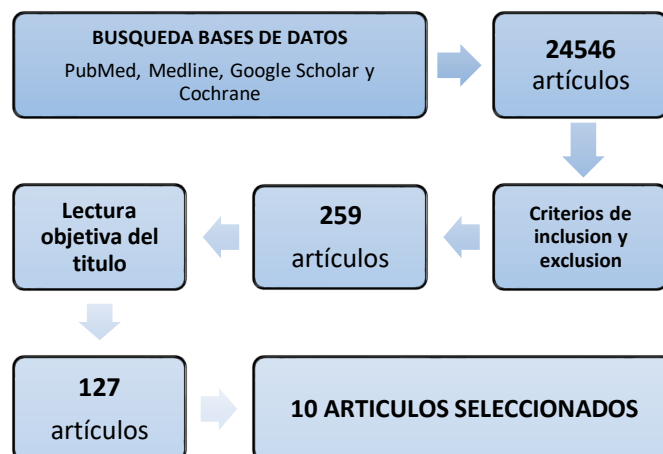 BUSQUEDA BASES DE DATOS
PubMed, Medline, Google Scholar y
Cochrane
24546
artículos
Criterios de
inclusion y
exclusion
259
artículos
Lectura
objetiva del
titulo
127
artículos
10 ARTICULOS SELECCIONADOS